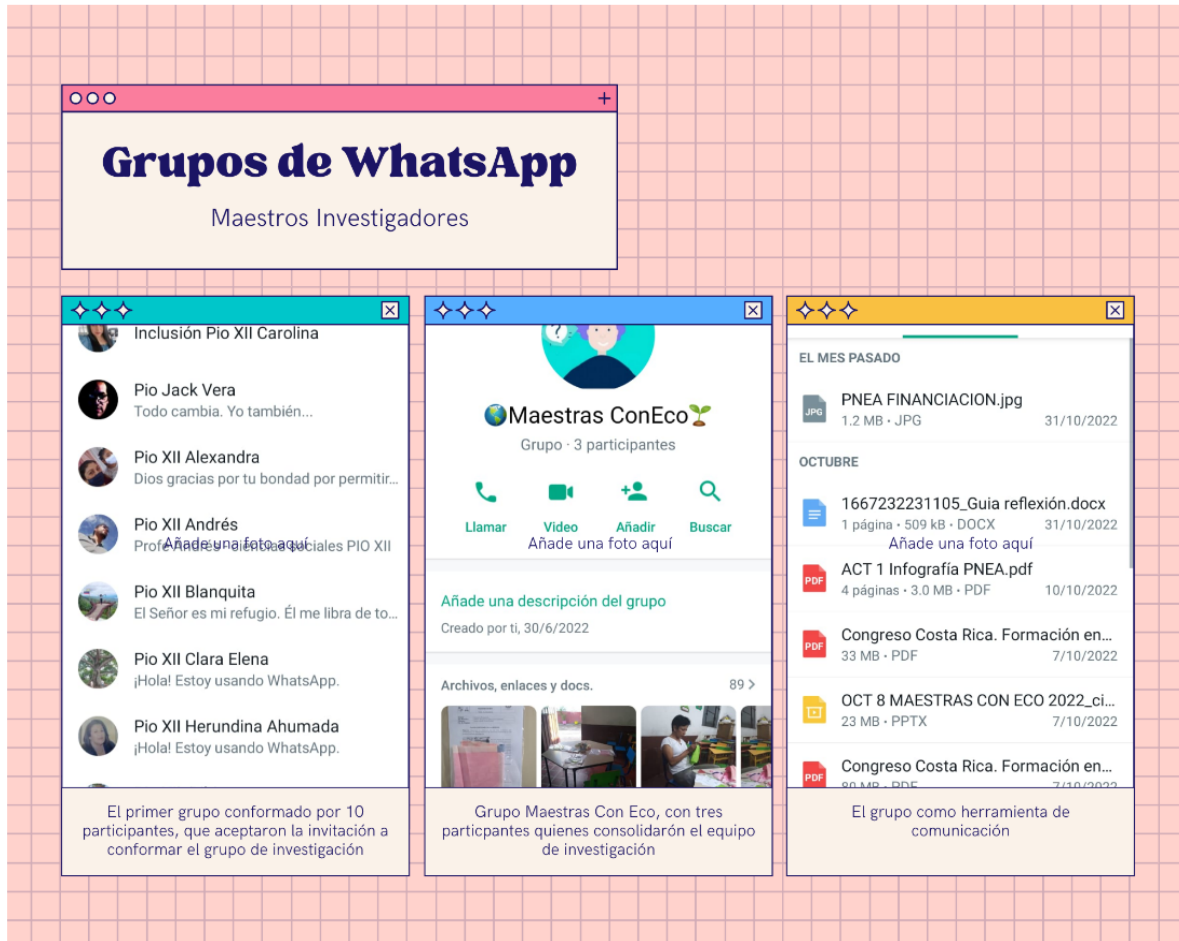 Grupos de WhatsApp
Maestros Investigadores
Inclusión Pio XII Carolina
Pio Jack Vera
Todo cambia. Yo también...
Pio XII Alexandra
Dios gracias por tu bondad por permitir...
Pio XII Andrés
Profe Andrés ciencias sociales PIO XII
Añade una foto aquí
Pio XII Blanquita
El Señor es mi refugio. Él me libra de to...
Pio XII Clara Elena
¡Hola! Estoy usando WhatsApp.
Pio XII Herundina Ahumada
¡Hola! Estoy usando WhatsApp.
El primer grupo conformado por 10
participantes, que aceptaron la invitación a
conformar el grupo de investigación
🌎Maestras ConEco🌱
Grupo · 3 participantes
Llamar Video Añadir Buscar
Añade una foto aquí
Añade una descripción del grupo
Creado por ti, 30/6/2022
Archivos, enlaces y docs. 89 >
Grupo Maestras Con Eco, con tres
particpantes quienes consolidarón el equipo
de investigación
EL MES PASADO
JPG
PNEA FINANCIACION.jpg
1.2 MB · JPG 31/10/2022
OCTUBRE
1667232231105_Guia reflexión.docx
1 página · 509 kB · DOCX 31/10/2022
Añade una foto aquí
PDF
ACT 1 Infografía PNEA.pdf
4 páginas · 3.0 MB · PDF 10/10/2022
PDF
Congreso Costa Rica. Formación en...
33 MB · PDF 7/10/2022
OCT 8 MAESTRAS CON ECO 2022_ci...
23 MB · PPTX 7/10/2022
PDF
Congreso Costa Rica. Formación en...
80 MB · PDF 7/10/2022
El grupo como herramienta de
comunicación